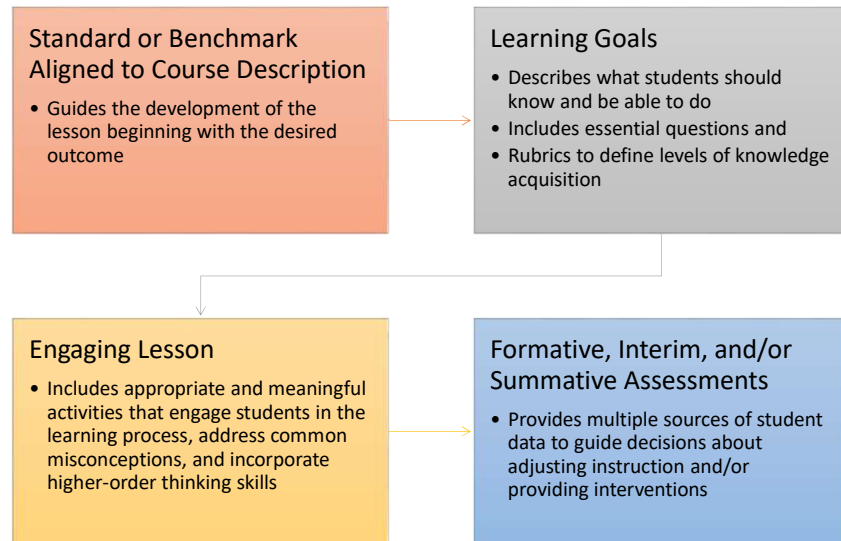 Standard or Benchmark
Aligned to Course Description
• Guides the development of the
lesson beginning with the desired
outcome
Learning Goals
• Describes what students should
know and be able to do
• Includes essential questions and
• Rubrics to define levels of knowledge
acquisition
Engaging Lesson
• Includes appropriate and meaningful
activities that engage students in the
learning process, address common
misconceptions, and incorporate
higher-order thinking skills
Formative, Interim, and/or
Summative Assessments
• Provides multiple sources of student
data to guide decisions about
adjusting instruction and/or
providing interventions